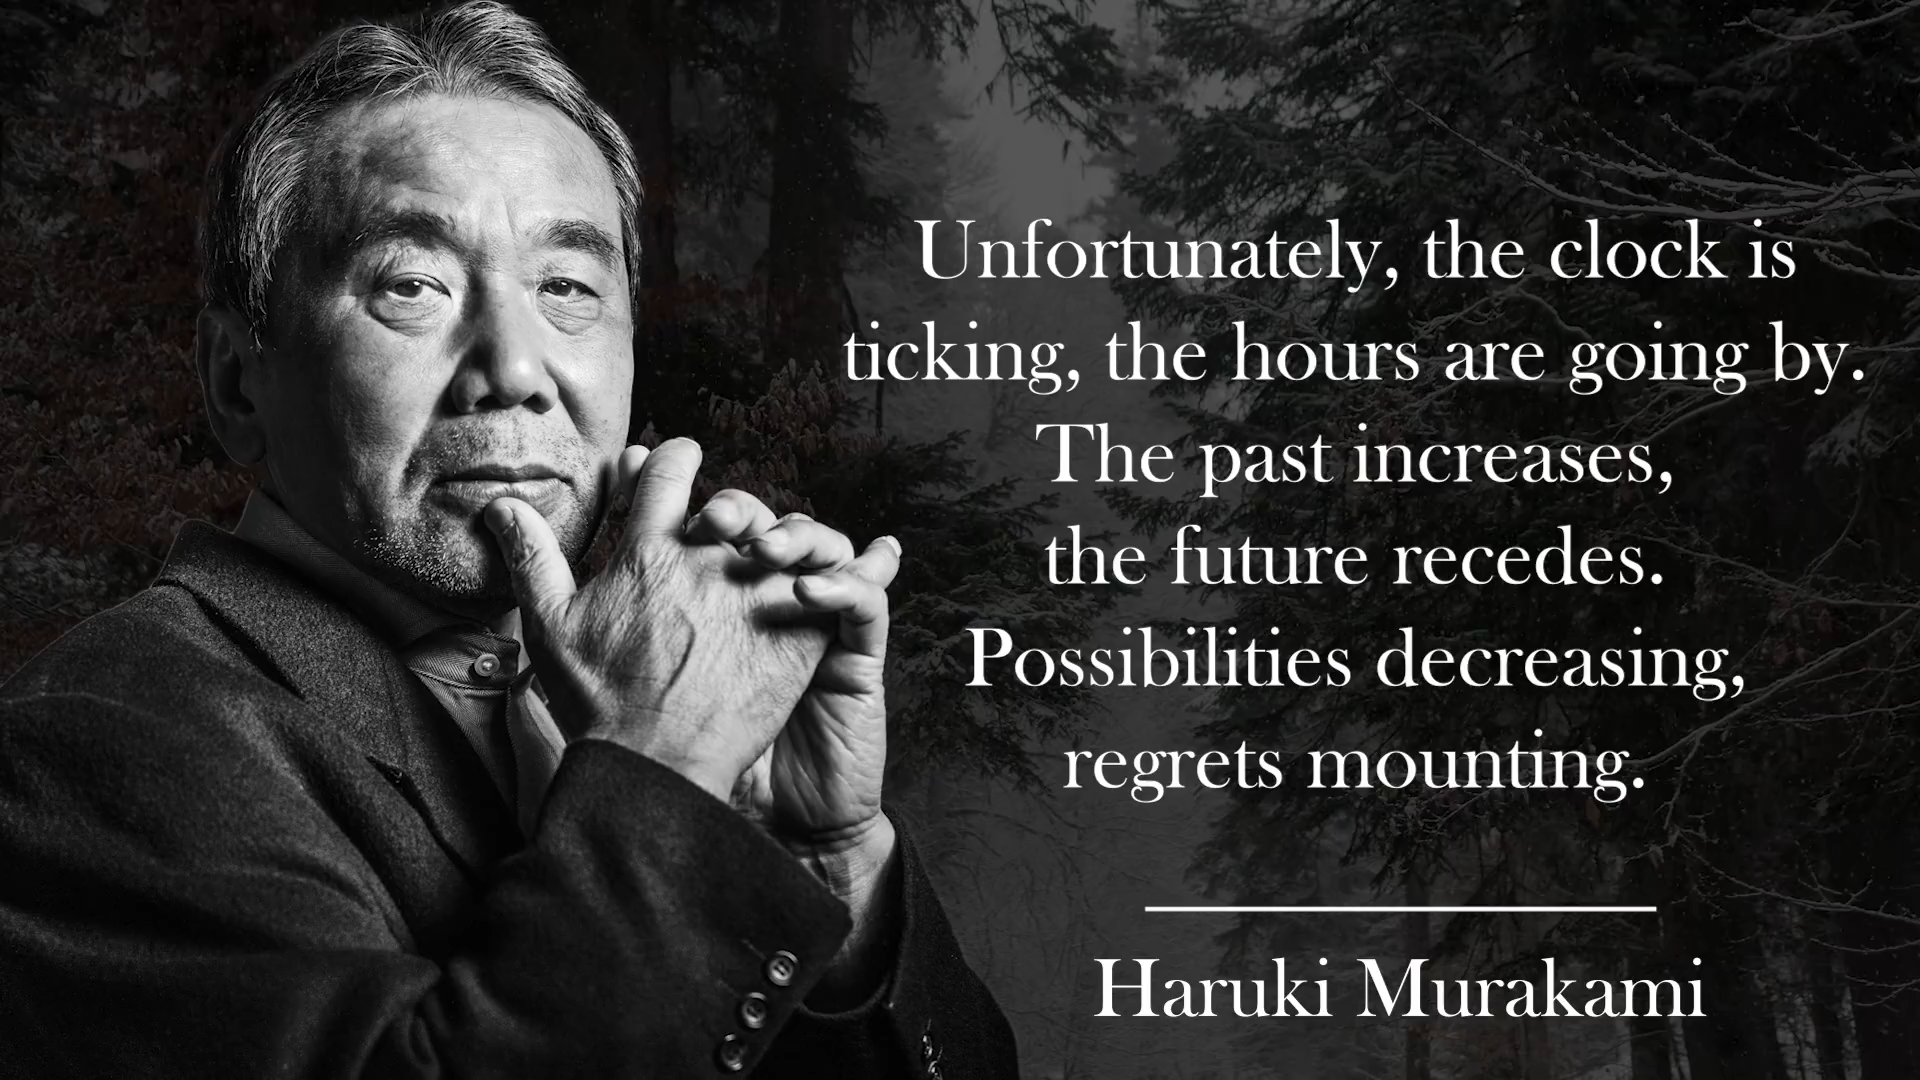 Unfortunately, the clock is
ticking, the hours are going by.
The past increases,
the future recedes.
Possibilities decreasing,
regrets mounting.
Haruki Murakami